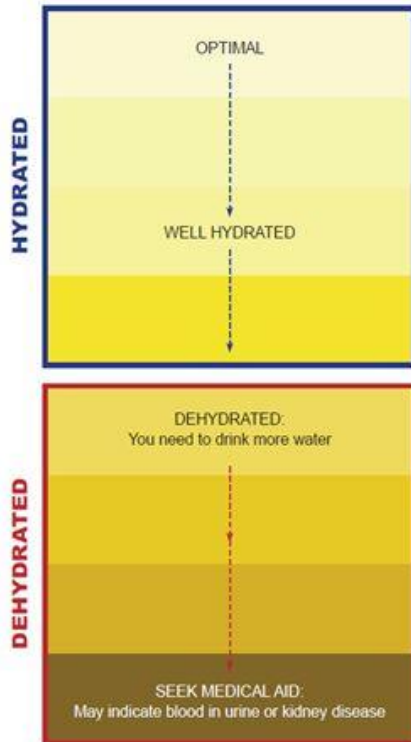 HYDRATED
OPTIMAL
WELL HYDRATED
DEHYDRATED
DEHYDRATED:
You need to drink more water
SEEK MEDICAL AID:
May indicate blood in urine or kidney disease